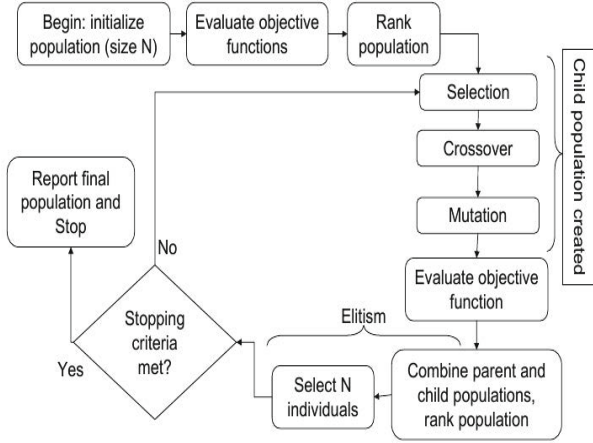 Begin: initialize
population (size N)
Evaluate objective
functions
Rank
population
Selection
Crossover
Mutation
Child population created
Evaluate objective
function
Combine parent and
child populations,
rank population
Elitism
Select N
individuals
Stopping
criteria
met?
No
Yes
Report final
population and
Stop